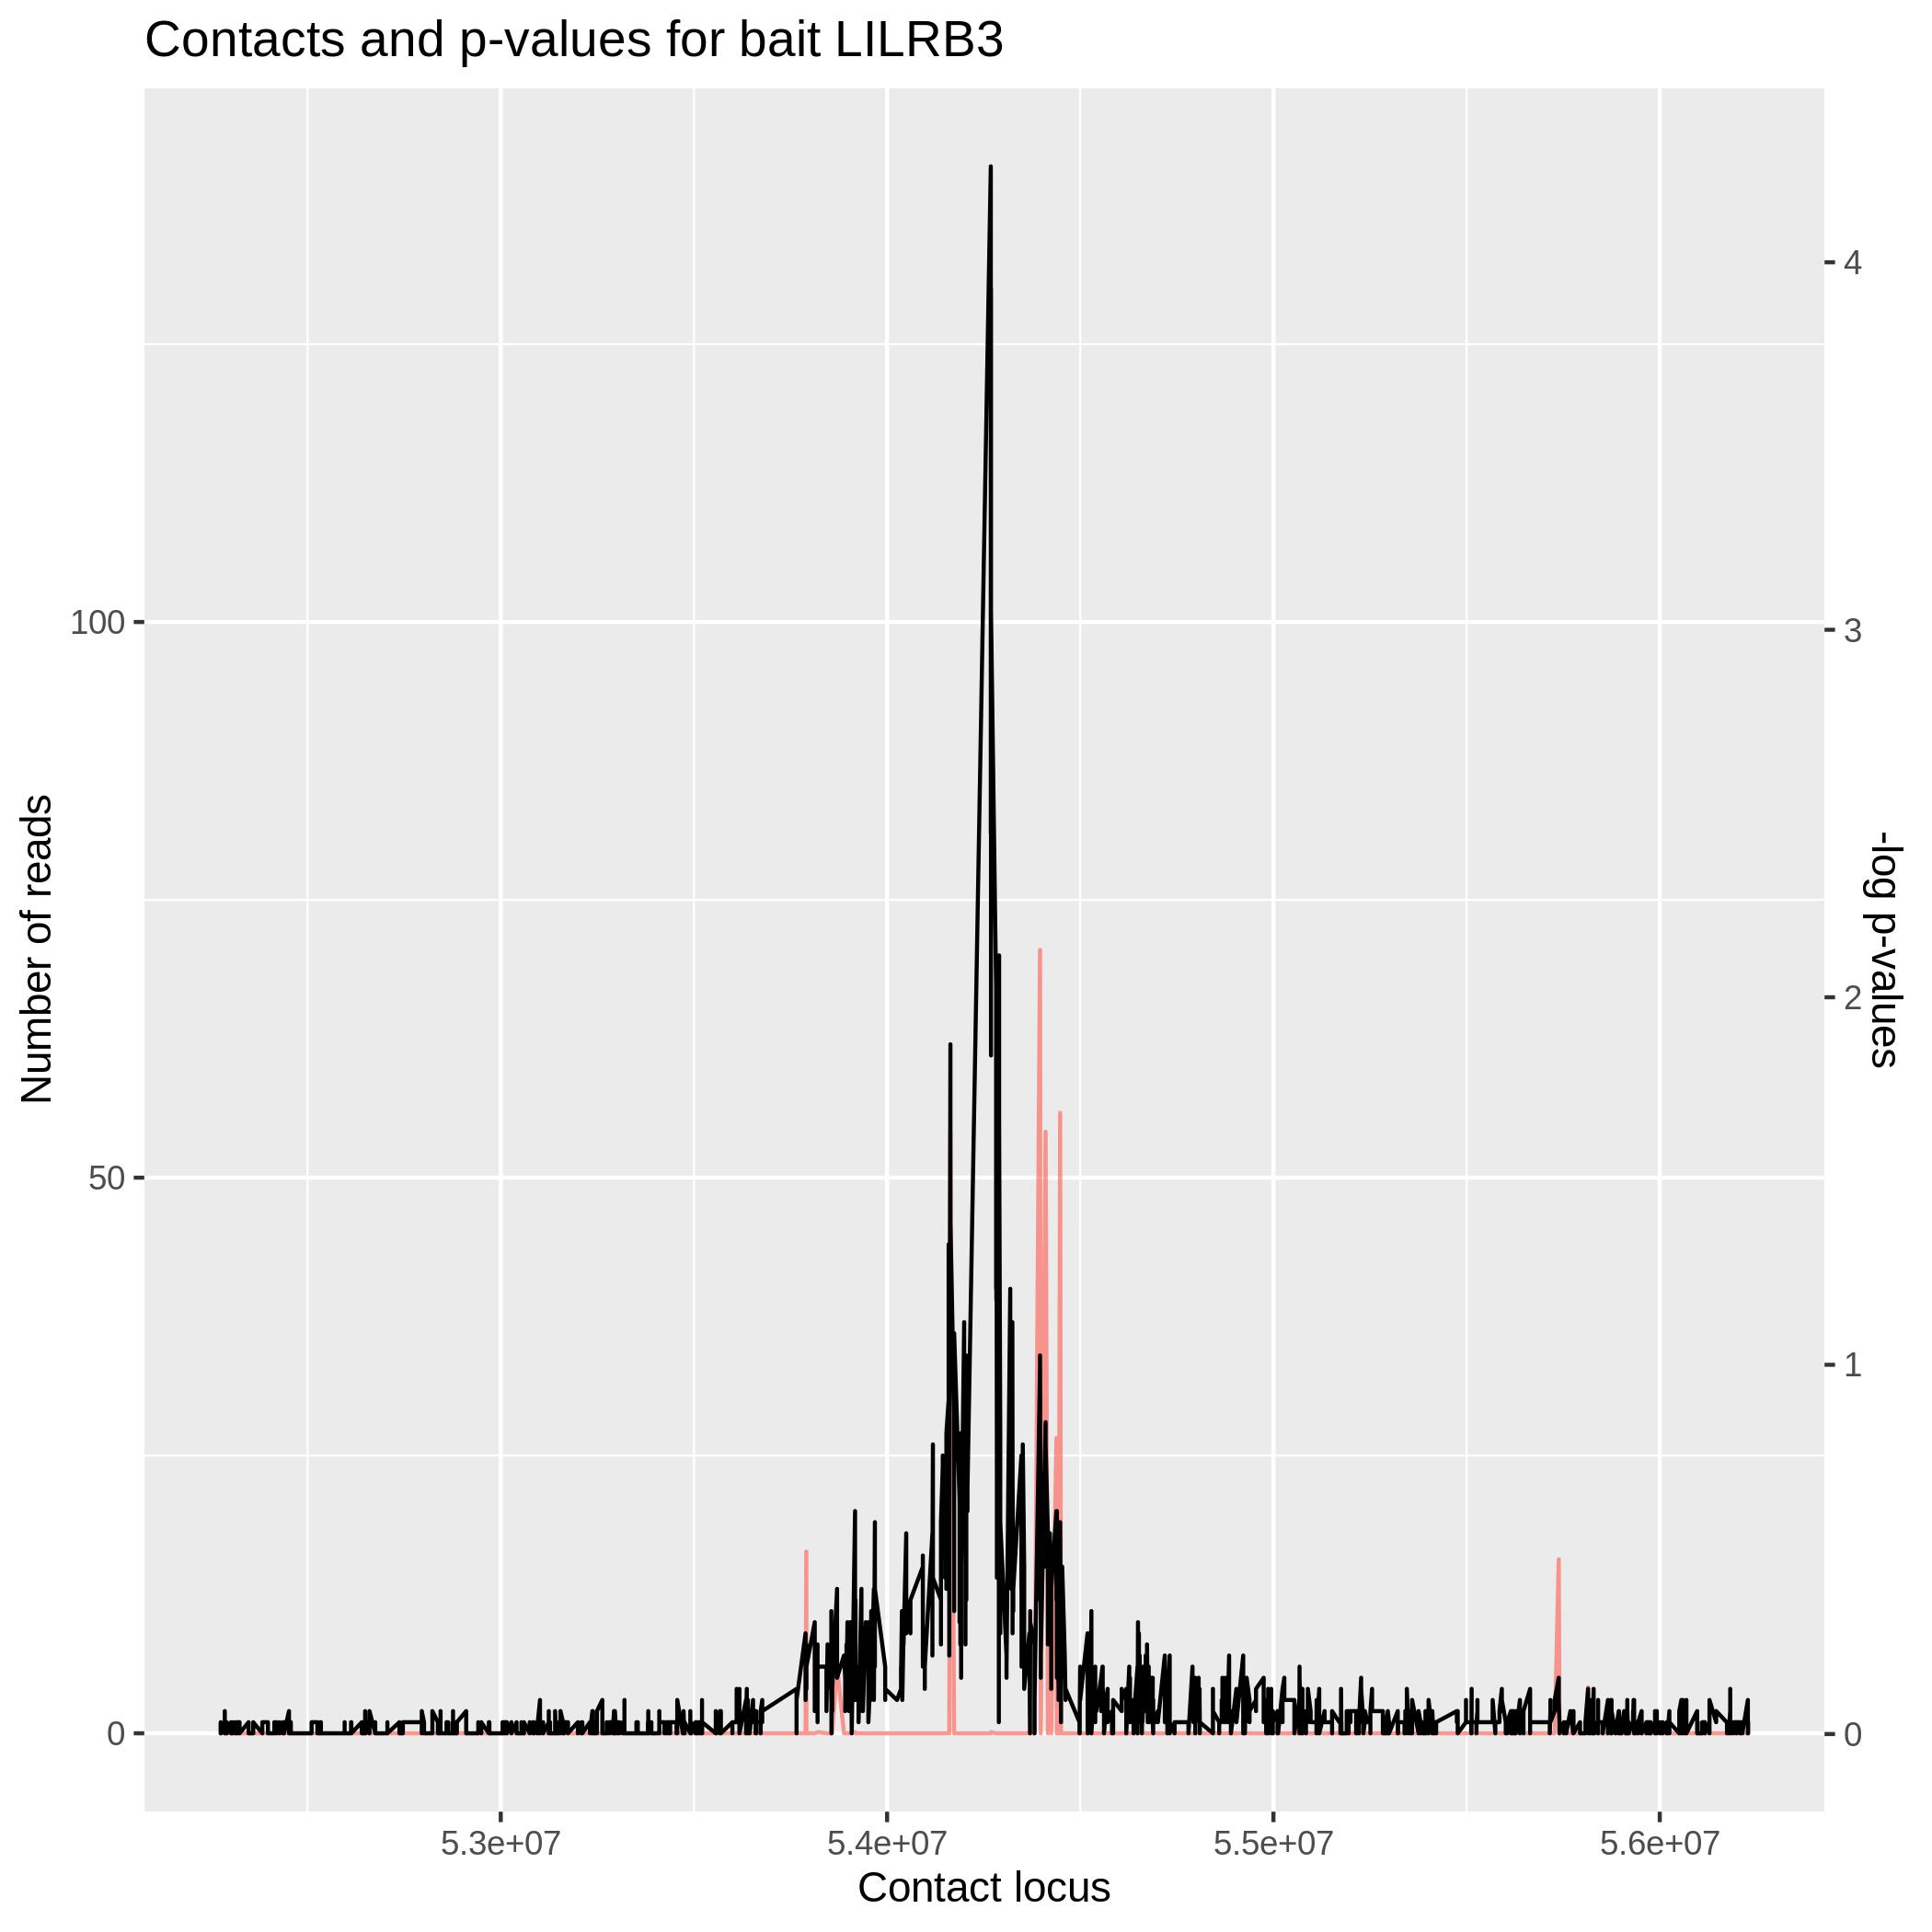 Contacts and p-values for bait LILRB3
Number of reads
100
50
0
4
3
2
1
0
-log p-values
5.3e+07
5.4e+07
5.5e+07
5.6e+07
Contact locus